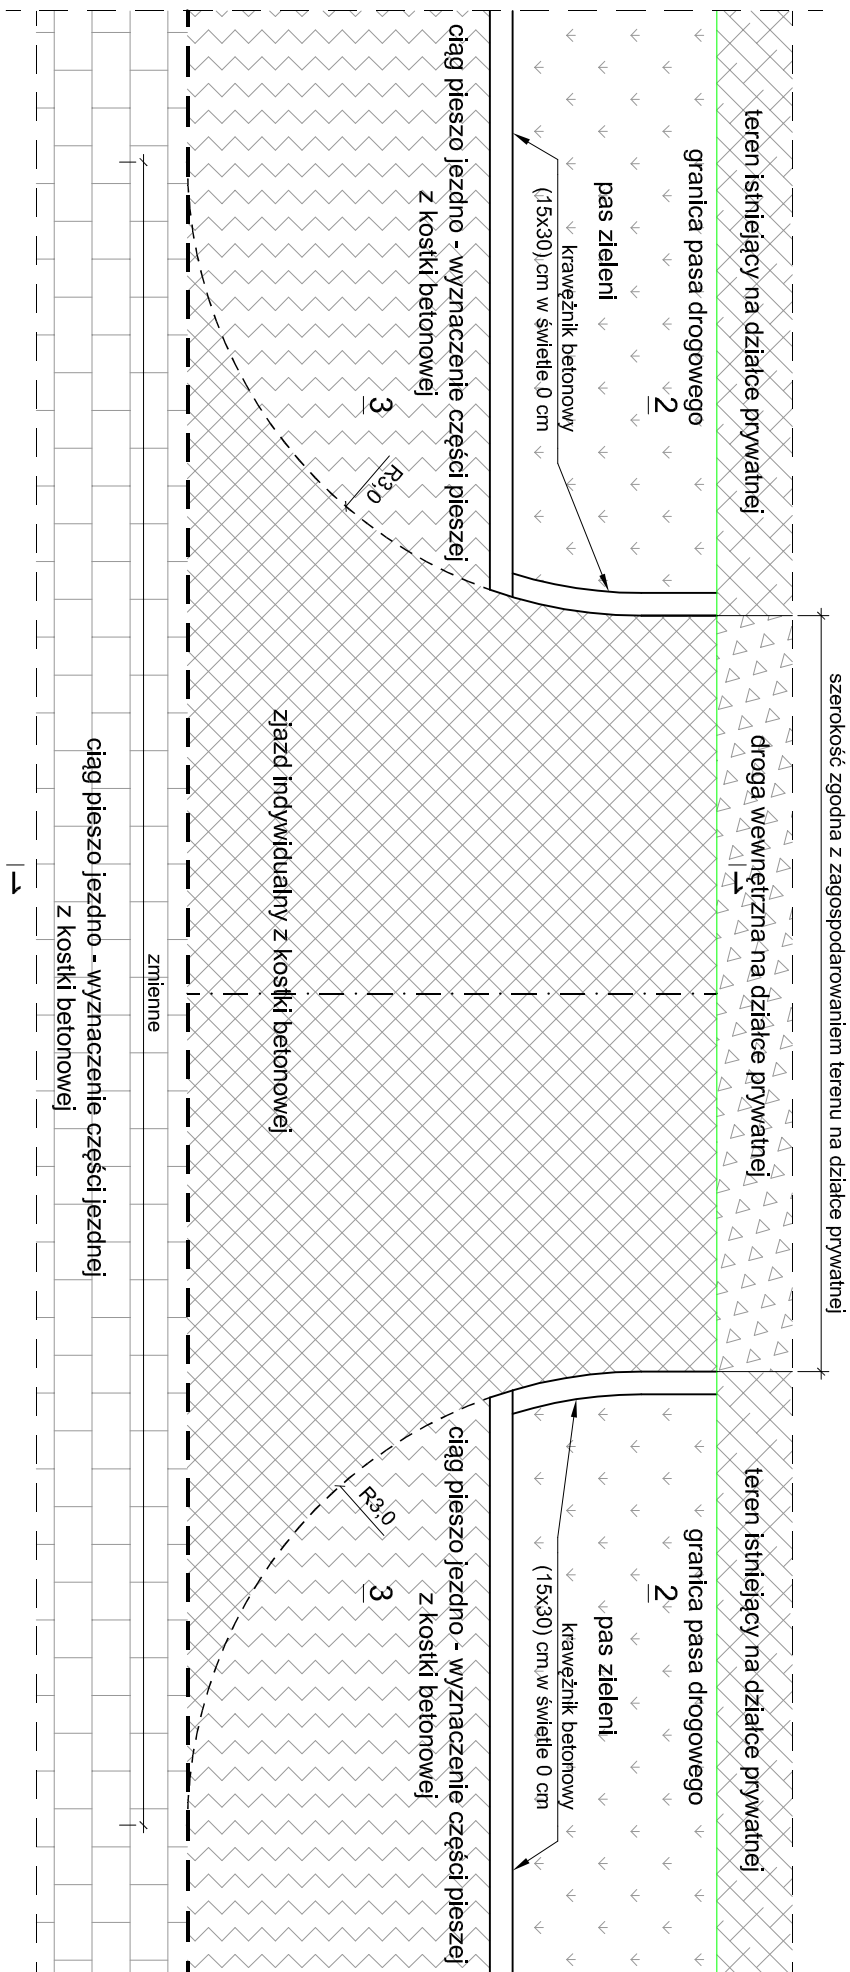 szerokość zgodna z zagospodarowaniem terenu na działce prywatnej
teren istniejący na działce prywatnej
droga wewnętrzna na działce prywatnej
teren istniejący na działce prywatnej
1
granica pasa drogowego
granica pasa drogowego
2
2
pas zieleni
pas zieleni
krawężnik betonowy
(15x30) cm w świetle 0 cm
krawężnik betonowy
(15x30) cm w świetle 0 cm
ciąg pieszo jezdno - wyznaczenie części pieszej
z kostki betonowej
ciąg pieszo jezdno - wyznaczenie części pieszej
z kostki betonowej
3
3
R3,0
R3,0
zjazd indywidualny z kostki betonowej
zmienne
ciąg pieszo jezdno - wyznaczenie części jezdnej
z kostki betonowej
1